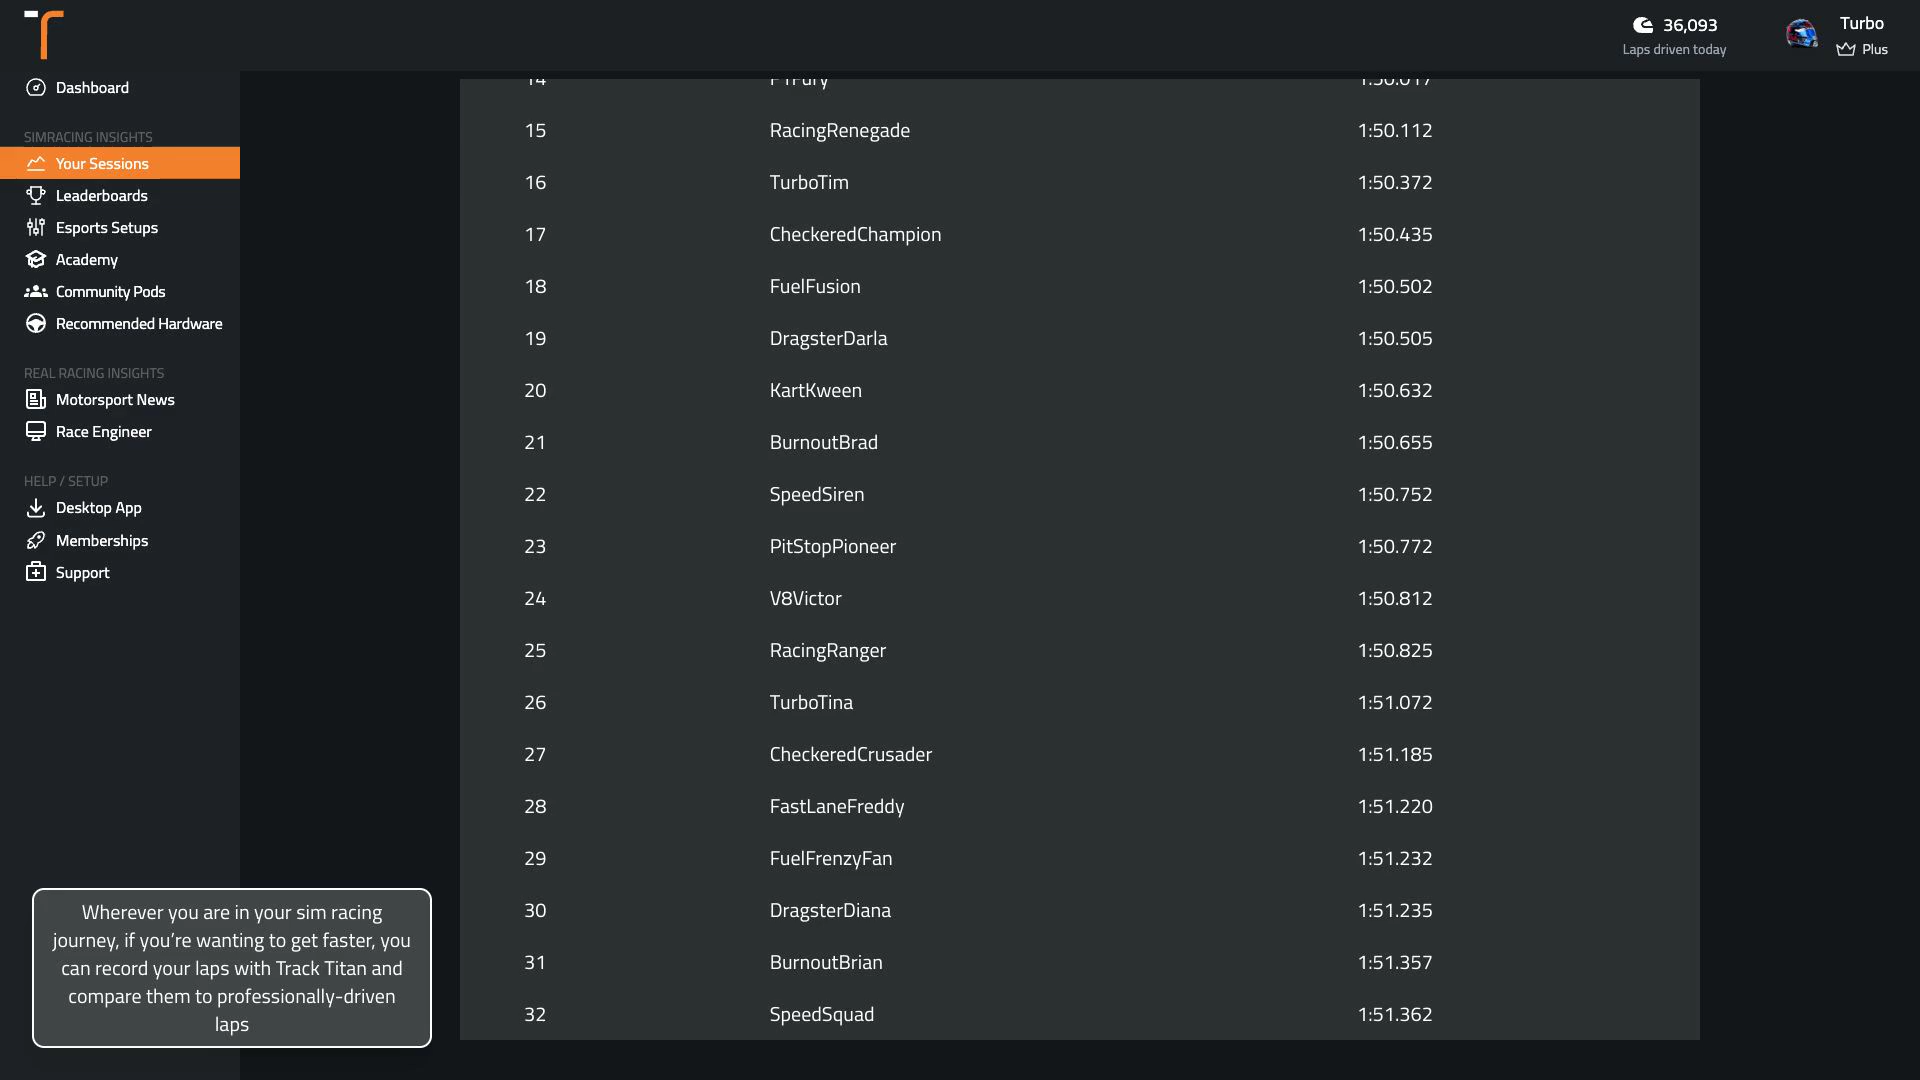 36,093
Laps driven today
Turbo
Plus
Dashboard
SIMRACING INSIGHTS
Your Sessions
Leaderboards
Esports Setups
Academy
Community Pods
Recommended Hardware
REAL RACING INSIGHTS
Motorsport News
Race Engineer
HELP / SETUP
Desktop App
Memberships
Support
14
15 RacingRenegade 1:50.112
16 TurboTim 1:50.372
17 CheckeredChampion 1:50.435
18 FuelFusion 1:50.502
19 DragsterDarla 1:50.505
20 KartKween 1:50.632
21 BurnoutBrad 1:50.655
22 SpeedSiren 1:50.752
23 PitStopPioneer 1:50.772
24 V8Victor 1:50.812
25 RacingRanger 1:50.825
26 TurboTina 1:51.072
27 CheckeredCrusader 1:51.185
28 FastLaneFreddy 1:51.220
29 FuelFrenzyFan 1:51.232
30 DragsterDiana 1:51.235
31 BurnoutBrian 1:51.357
32 SpeedSquad 1:51.362
Wherever you are in your sim racing
journey, if you're wanting to get faster, you
can record your laps with Track Titan and
compare them to professionally-driven
laps